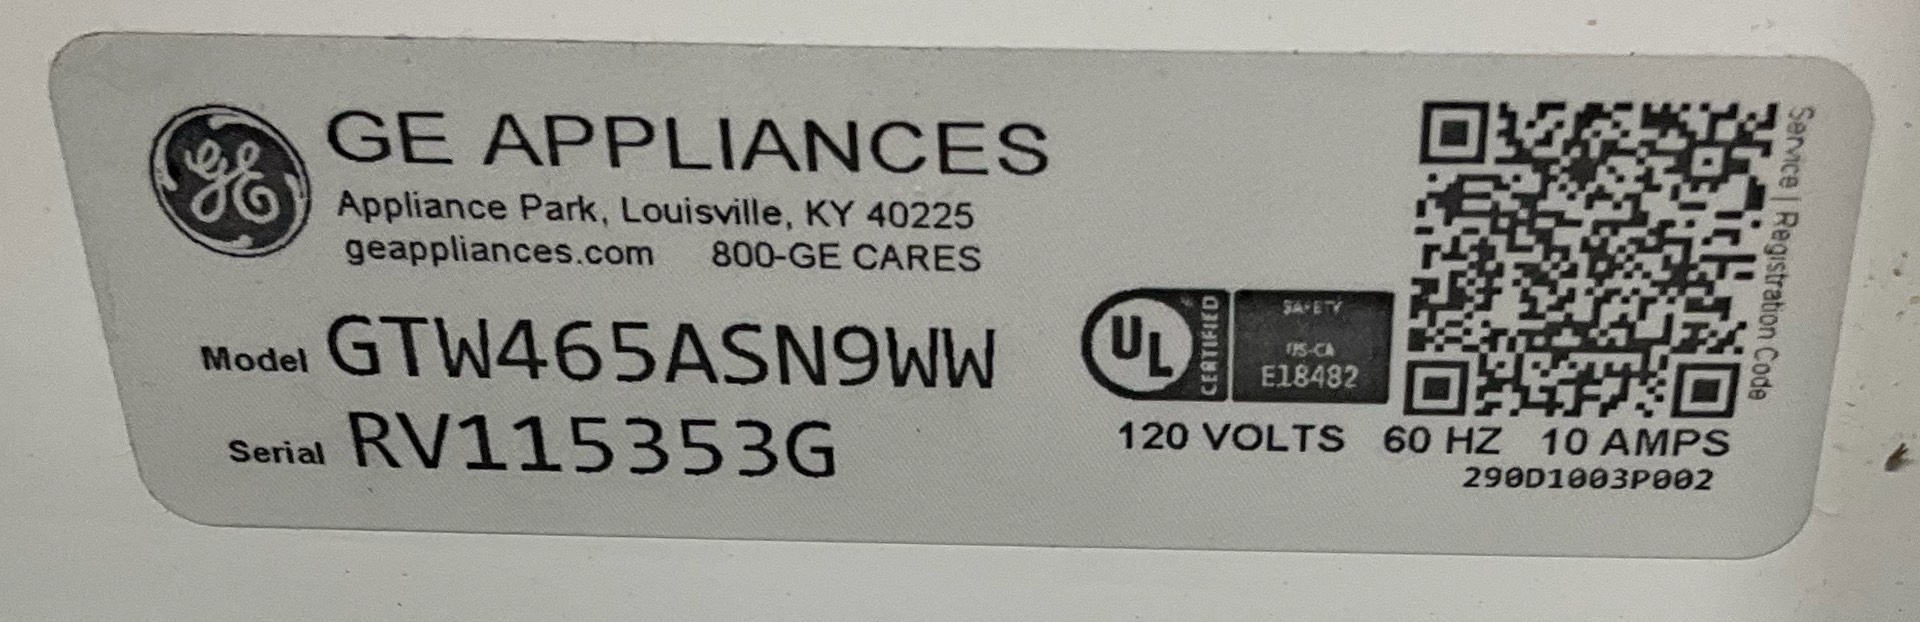 GE
GE APPLIANCES
Appliance Park, Louisville, KY 40225
geappliances.com 800-GE CARES
Model GTW465ASN9WW
Serial RV115353G
UL CERTIFIED
SAFETY
US-CA
E18482
120 VOLTS 60 HZ 10 AMPS
290D1003P002
Service | Registration Code